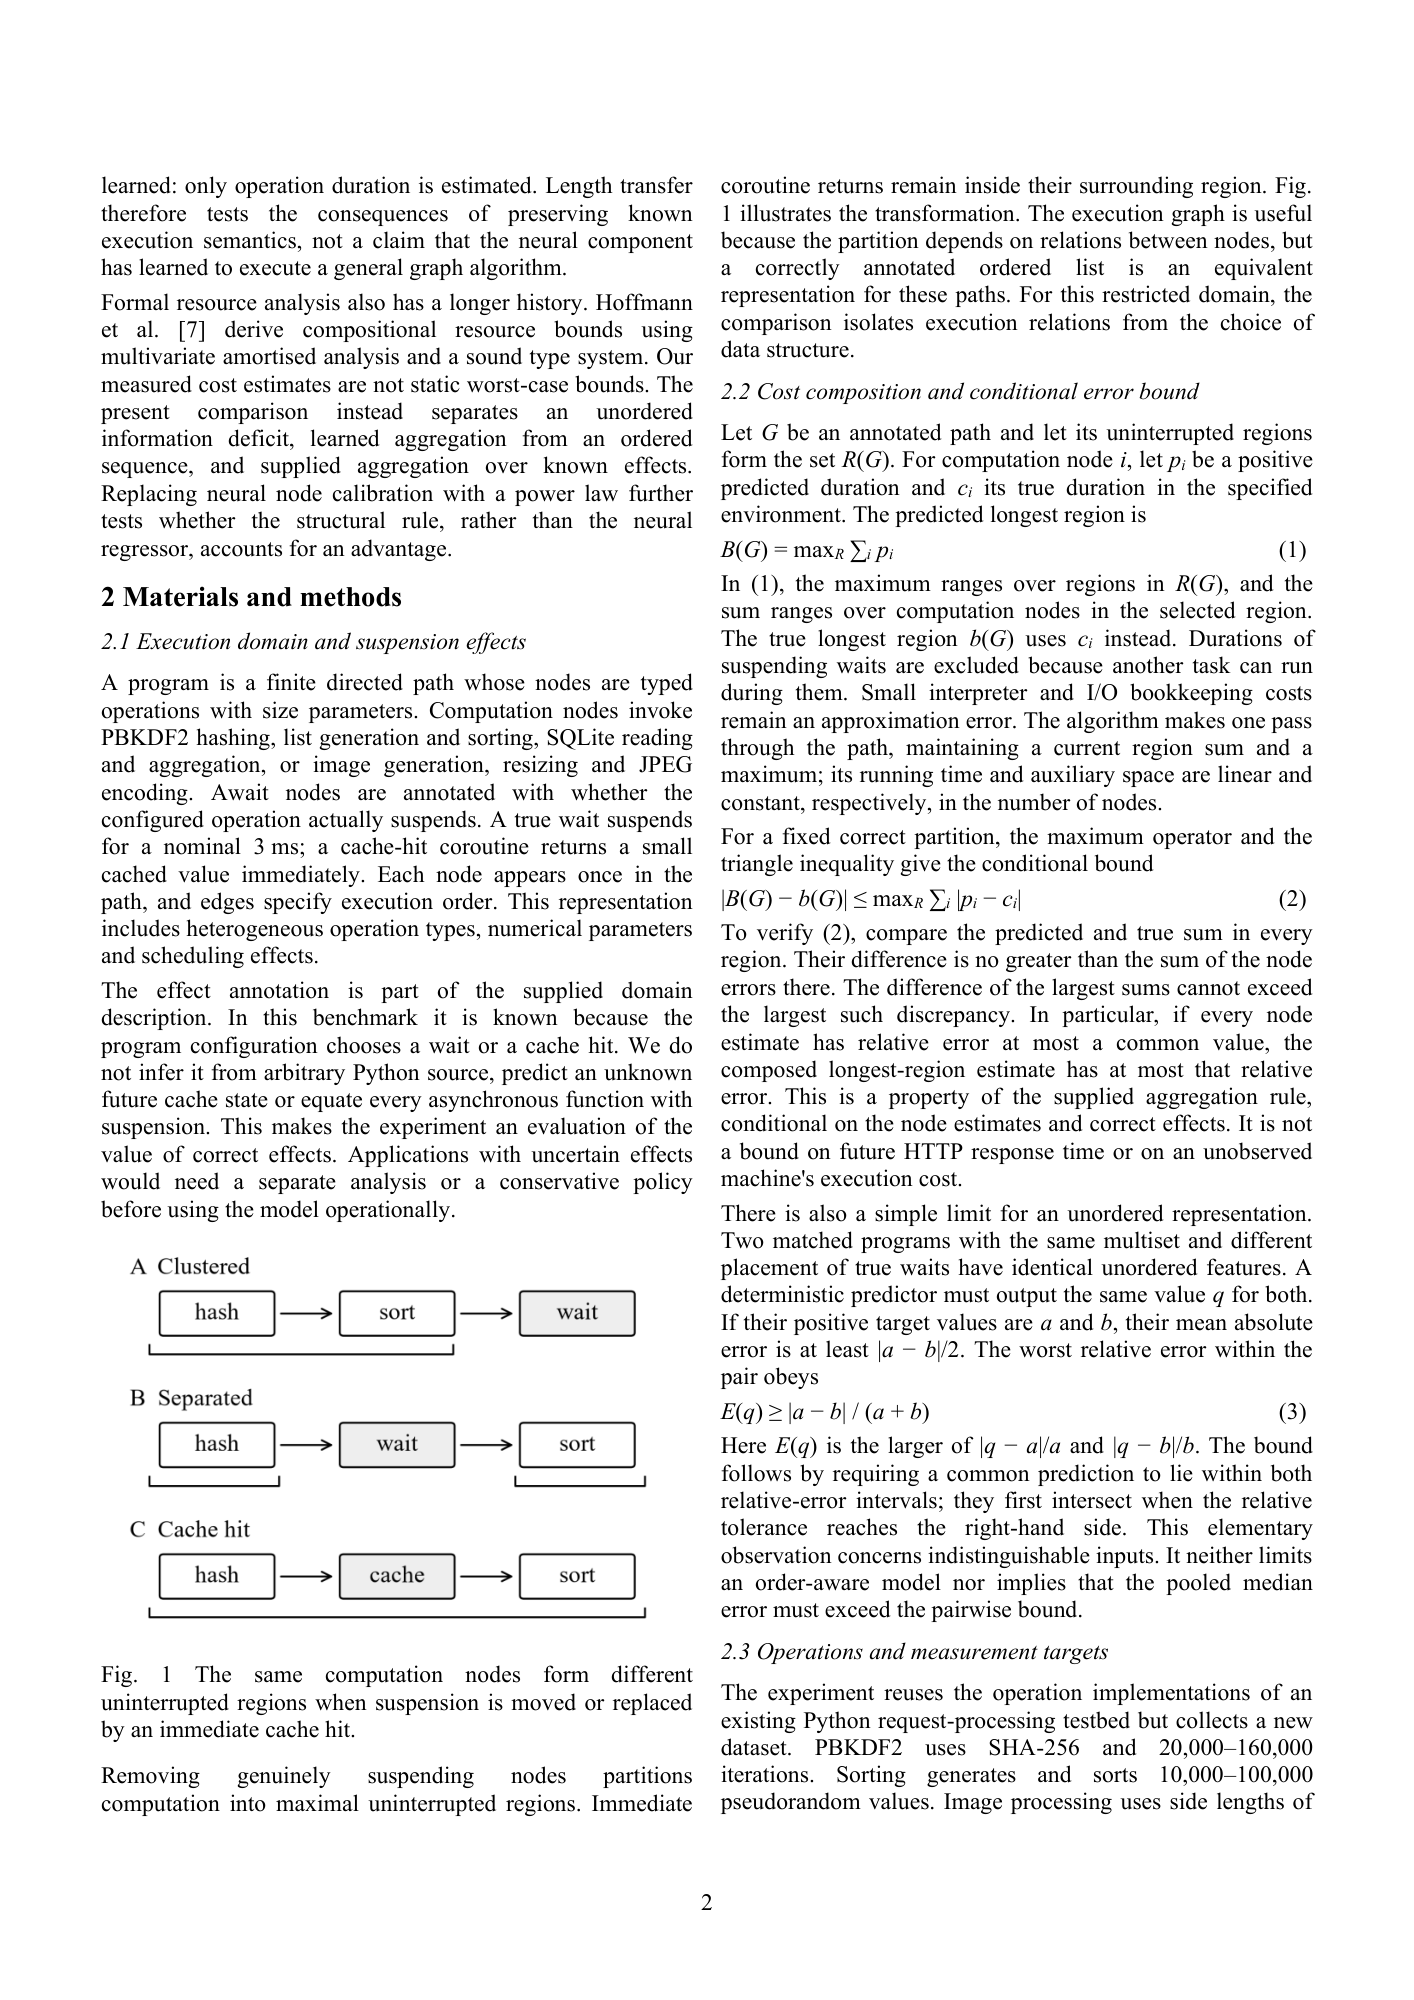 learned: only operation duration is estimated. Length transfer
therefore tests the consequences of preserving known
execution semantics, not a claim that the neural component
has learned to execute a general graph algorithm.
Formal resource analysis also has a longer history. Hoffmann
et al. [7] derive compositional resource bounds using
multivariate amortised analysis and a sound type system. Our
measured cost estimates are not static worst-case bounds. The
present comparison instead separates an unordered
information deficit, learned aggregation from an ordered
sequence, and supplied aggregation over known effects.
Replacing neural node calibration with a power law further
tests whether the structural rule, rather than the neural
regressor, accounts for an advantage.
2 Materials and methods
2.1 Execution domain and suspension effects
A program is a finite directed path whose nodes are typed
operations with size parameters. Computation nodes invoke
PBKDF2 hashing, list generation and sorting, SQLite reading
and aggregation, or image generation, resizing and JPEG
encoding. Await nodes are annotated with whether the
configured operation actually suspends. A true wait suspends
for a nominal 3 ms; a cache-hit coroutine returns a small
cached value immediately. Each node appears once in the
path, and edges specify execution order. This representation
includes heterogeneous operation types, numerical parameters
and scheduling effects.
The effect annotation is part of the supplied domain
description. In this benchmark it is known because the
program configuration chooses a wait or a cache hit. We do
not infer it from arbitrary Python source, predict an unknown
future cache state or equate every asynchronous function with
suspension. This makes the experiment an evaluation of the
value of correct effects. Applications with uncertain effects
would need a separate analysis or a conservative policy
before using the model operationally.
A Clustered
hash sort wait
B Separated
hash wait sort
C Cache hit
hash cache sort
Fig. 1 The same computation nodes form different
uninterrupted regions when suspension is moved or replaced
by an immediate cache hit.
Removing genuinely suspending nodes partitions
computation into maximal uninterrupted regions. Immediate
coroutine returns remain inside their surrounding region. Fig.
1 illustrates the transformation. The execution graph is useful
because the partition depends on relations between nodes, but
a correctly annotated ordered list is an equivalent
representation for these paths. For this restricted domain, the
comparison isolates execution relations from the choice of
data structure.
2.2 Cost composition and conditional error bound
Let G be an annotated path and let its uninterrupted regions
form the set R(G). For computation node i, let pᵢ be a positive
predicted duration and cᵢ its true duration in the specified
environment. The predicted longest region is
B(G) = max_R ∑ᵢ pᵢ (1)
In (1), the maximum ranges over regions in R(G), and the
sum ranges over computation nodes in the selected region.
The true longest region b(G) uses cᵢ instead. Durations of
suspending waits are excluded because another task can run
during them. Small interpreter and I/O bookkeeping costs
remain an approximation error. The algorithm makes one pass
through the path, maintaining a current region sum and a
maximum; its running time and auxiliary space are linear and
constant, respectively, in the number of nodes.
For a fixed correct partition, the maximum operator and the
triangle inequality give the conditional bound
|B(G) − b(G)| ≤ max_R ∑ᵢ |pᵢ − cᵢ| (2)
To verify (2), compare the predicted and true sum in every
region. Their difference is no greater than the sum of the node
errors there. The difference of the largest sums cannot exceed
the largest such discrepancy. In particular, if every node
estimate has relative error at most a common value, the
composed longest-region estimate has at most that relative
error. This is a property of the supplied aggregation rule,
conditional on the node estimates and correct effects. It is not
a bound on future HTTP response time or on an unobserved
machine's execution cost.
There is also a simple limit for an unordered representation.
Two matched programs with the same multiset and different
placement of true waits have identical unordered features. A
deterministic predictor must output the same value q for both.
If their positive target values are a and b, their mean absolute
error is at least |a − b|/2. The worst relative error within the
pair obeys
E(q) ≥ |a − b| / (a + b) (3)
Here E(q) is the larger of |q − a|/a and |q − b|/b. The bound
follows by requiring a common prediction to lie within both
relative-error intervals; they first intersect when the relative
tolerance reaches the right-hand side. This elementary
observation concerns indistinguishable inputs. It neither limits
an order-aware model nor implies that the pooled median
error must exceed the pairwise bound.
2.3 Operations and measurement targets
The experiment reuses the operation implementations of an
existing Python request-processing testbed but collects a new
dataset. PBKDF2 uses SHA-256 and 20,000–160,000
iterations. Sorting generates and sorts 10,000–100,000
pseudorandom values. Image processing uses side lengths of
2